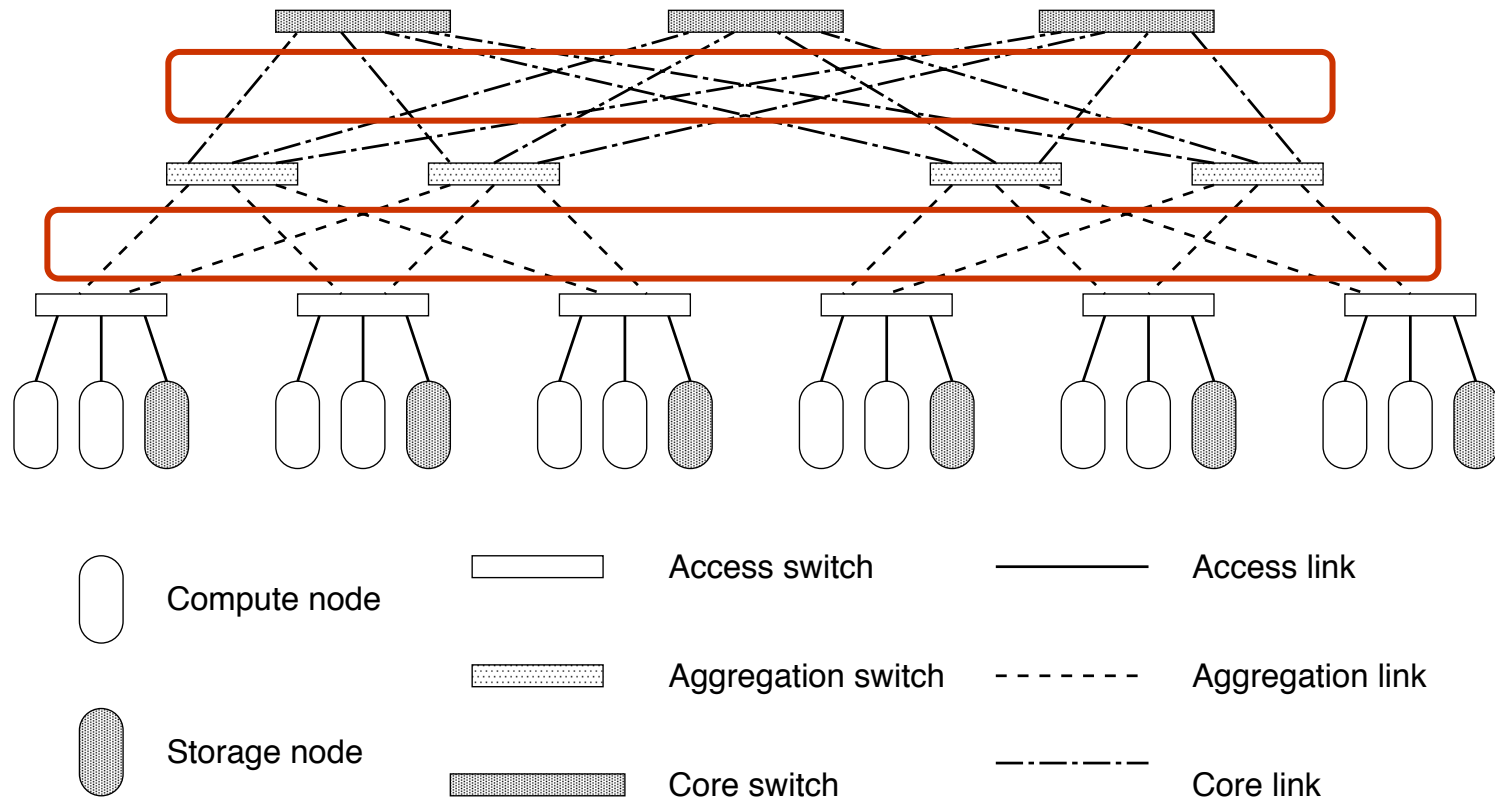 Compute node
Storage node
Access switch
Aggregation switch
Core switch
Access link
Aggregation link
Core link